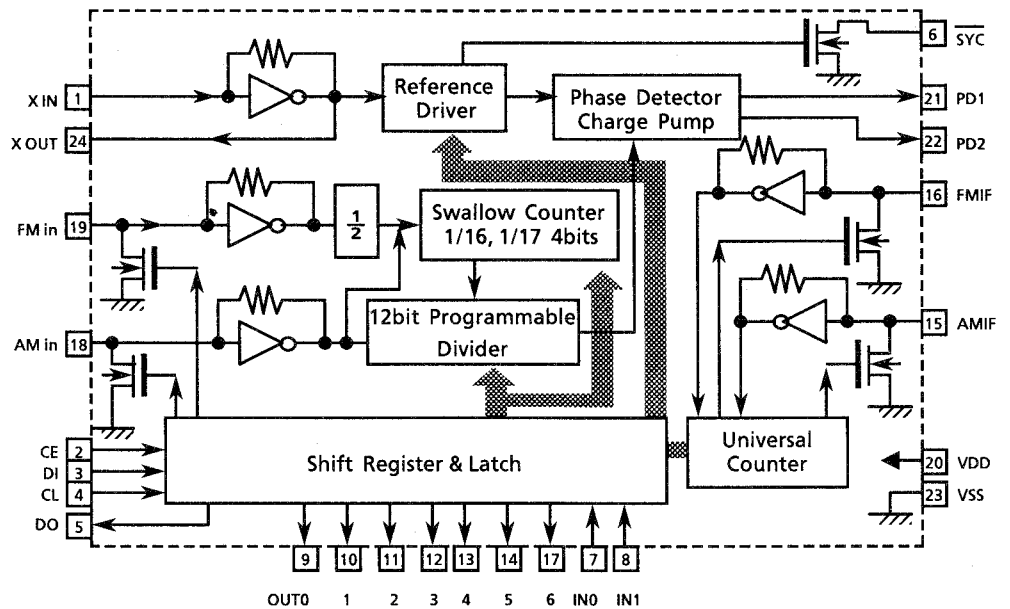 6
SYC
X IN 1
Reference
Driver
Phase Detector
Charge Pump
21 PD1
X OUT 24
22 PD2
FM in 19
1/2
Swallow Counter
1/16, 1/17 4bits
16 FMIF
AM in 18
12bit Programmable
Divider
15 AMIF
CE 2
DI 3
CL 4
DO 5
Shift Register & Latch
Universal
Counter
20 VDD
23 VSS
9 10 11 12 13 14 17 7 8
OUT0 1 2 3 4 5 6 IN0 IN1